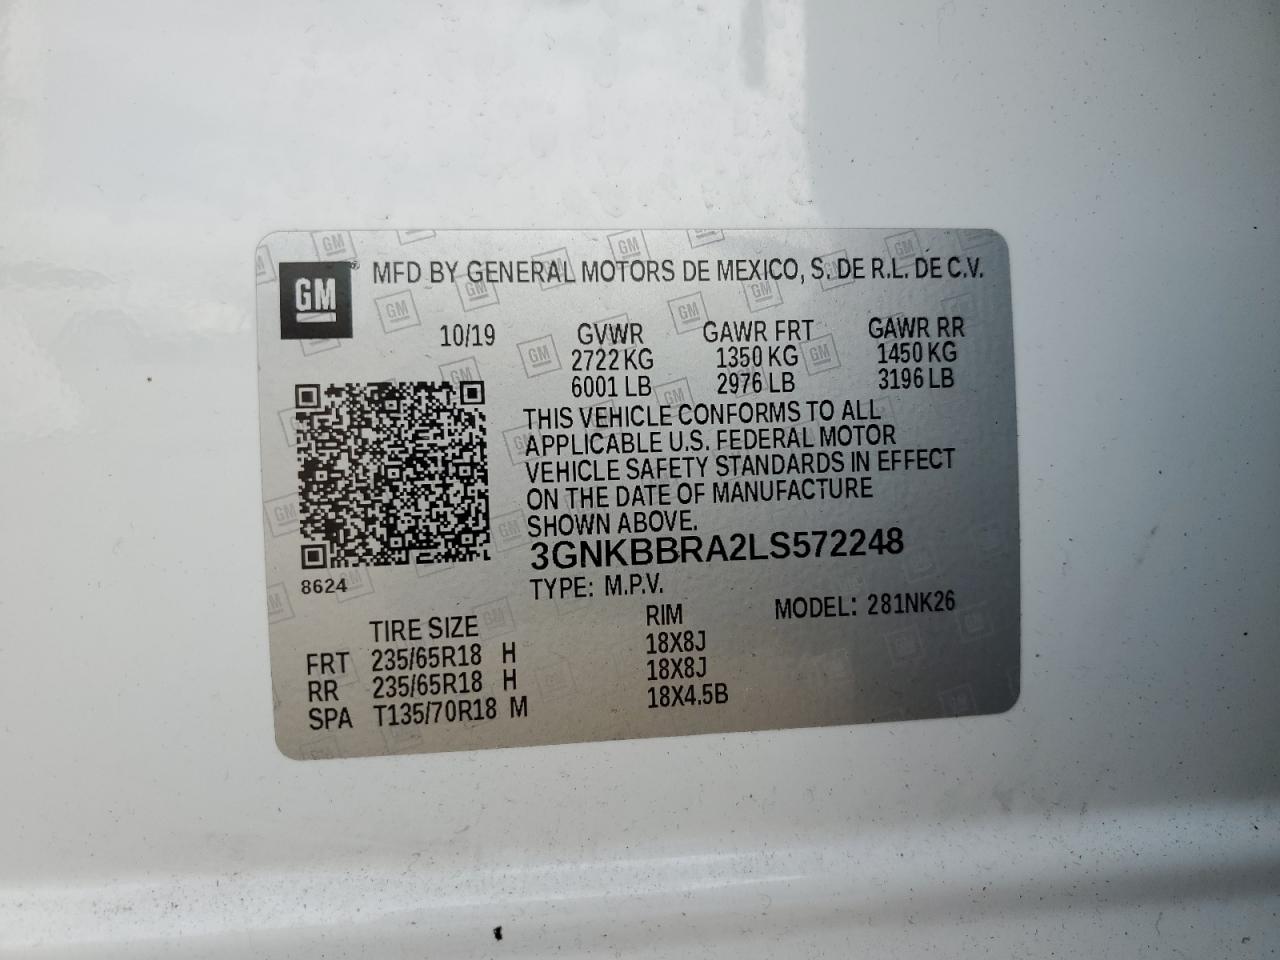 GM
MFD BY GENERAL MOTORS DE MEXICO, S. DE R.L. DE C.V.
10/19 GVWR GAWR FRT GAWR RR
2722 KG 1350 KG 1450 KG
6001 LB 2976 LB 3196 LB
THIS VEHICLE CONFORMS TO ALL
APPLICABLE U.S. FEDERAL MOTOR
VEHICLE SAFETY STANDARDS IN EFFECT
ON THE DATE OF MANUFACTURE
SHOWN ABOVE.
3GNKBBRA2LS572248
8624
TYPE: M.P.V. MODEL: 281NK26
TIRE SIZE RIM
FRT 235/65R18 H 18X8J
RR 235/65R18 H 18X8J
SPA T135/70R18 M 18X4.5B